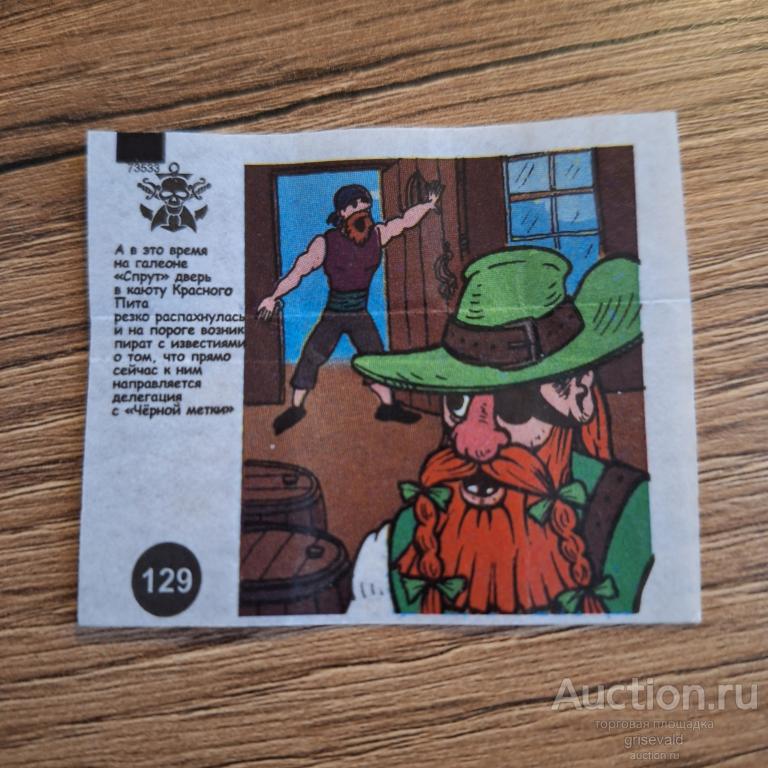 73533
А в это время
на галеоне
«Спрут» дверь
в каюту Красного
Пита
резко распахнулась
и на пороге возник
пират с известиями
о том, что прямо
сейчас к ним
направляется
делегация
с «Чёрной метки»
129
Auction.ru
торговая площадка
grisevald
auction.ru